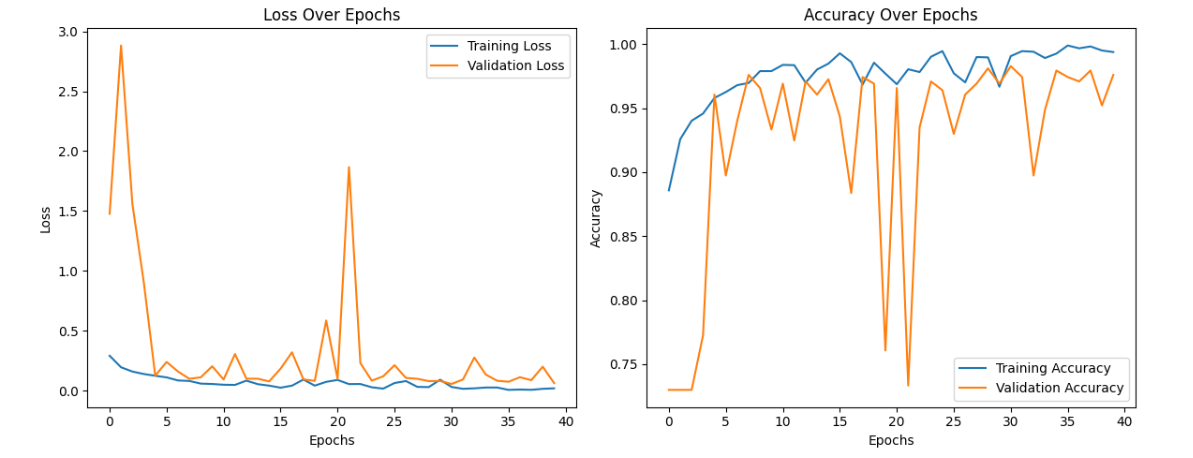 Loss Over Epochs
3.0
2.5
2.0
1.5
1.0
0.5
0.0
Loss
0 5 10 15 20 25 30 35 40
Epochs
Training Loss
Validation Loss
Accuracy Over Epochs
1.00
0.95
0.90
0.85
0.80
0.75
Accuracy
0 5 10 15 20 25 30 35 40
Epochs
Training Accuracy
Validation Accuracy